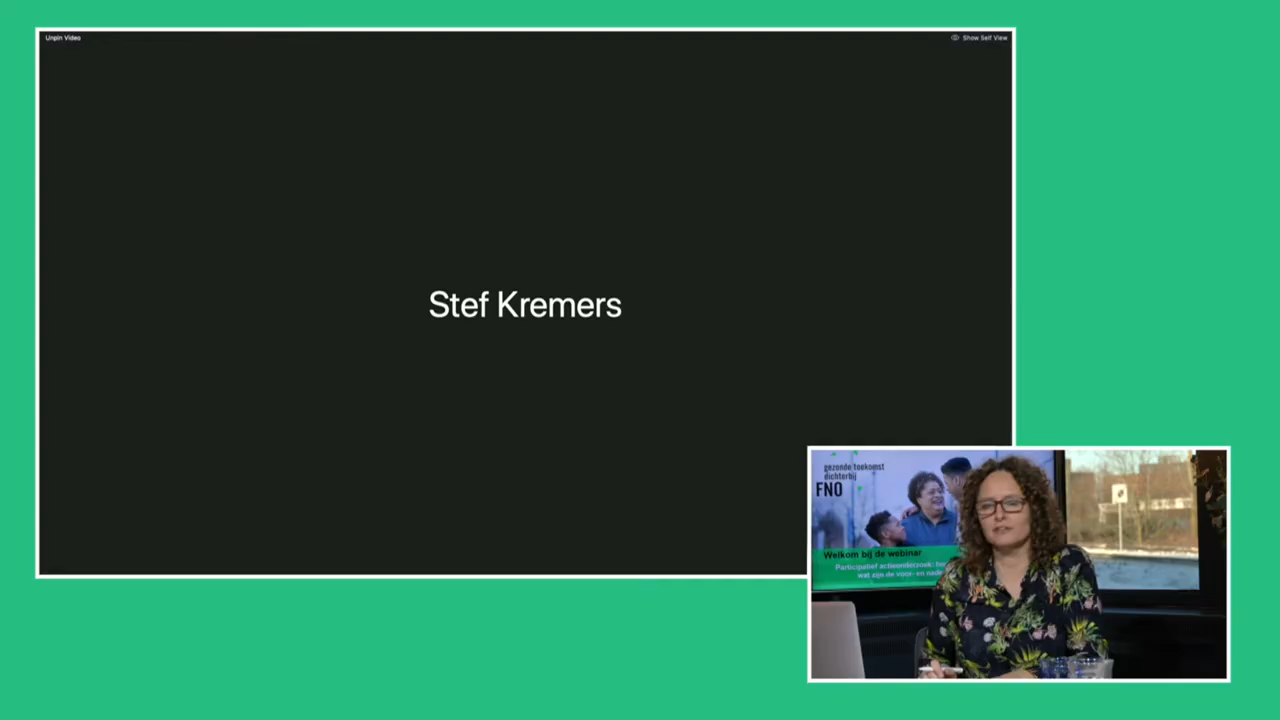 Unpin Video
Show Self View
Stef Kremers
gezonde toekomst
dichterbij
FNO
Welkom bij de webinar
Participatief actieonderzoek:
wat zijn de voor- en